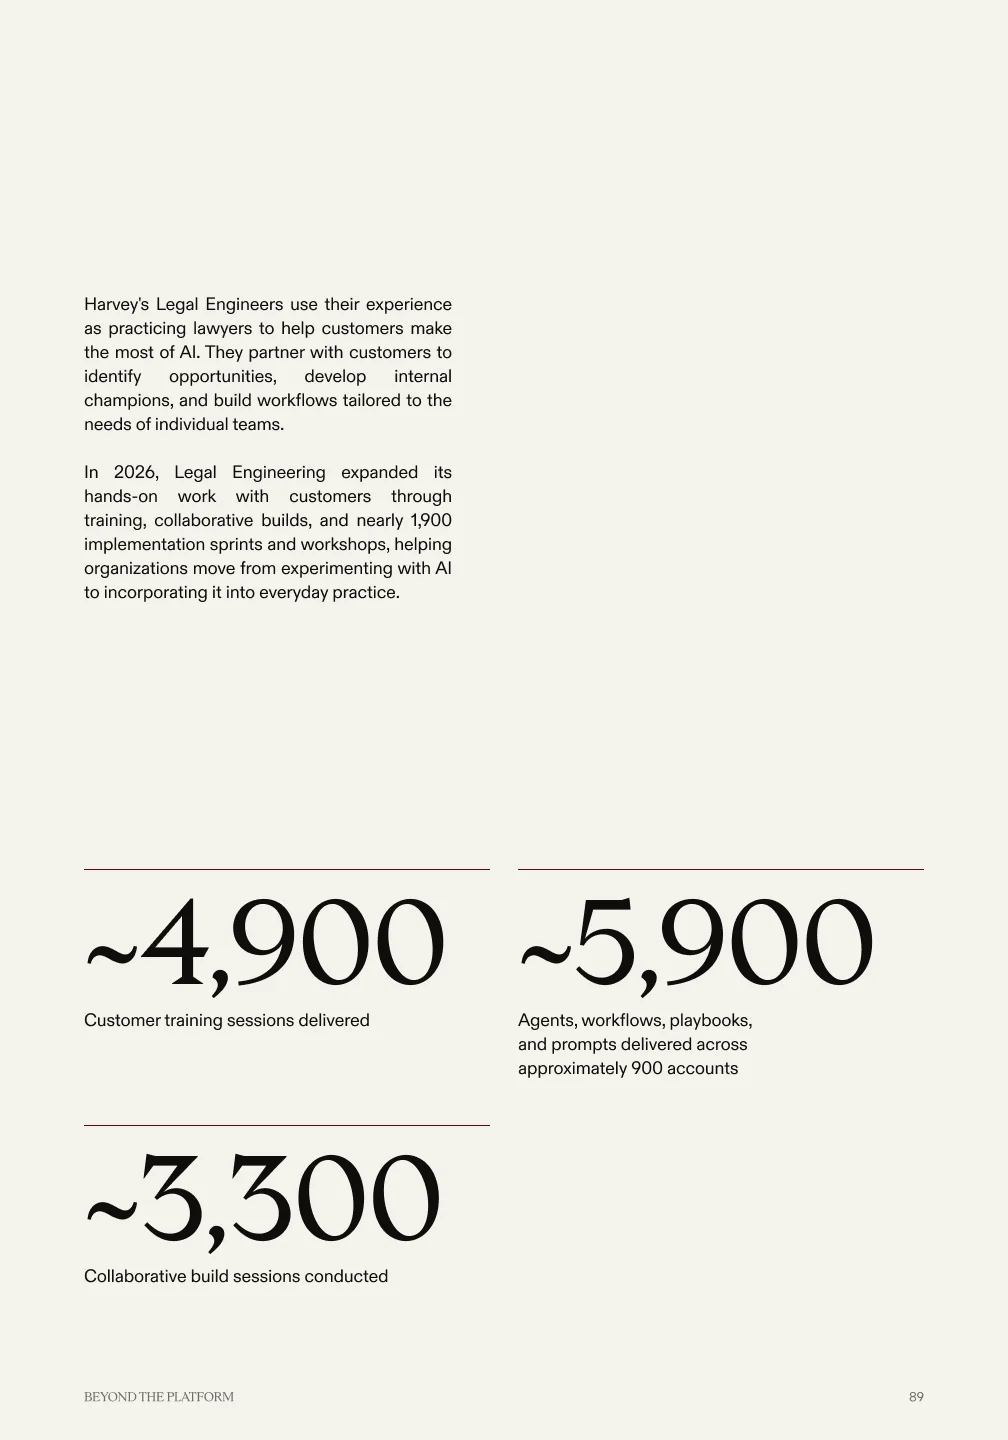 Harvey's Legal Engineers use their experience
as practicing lawyers to help customers make
the most of AI. They partner with customers to
identify opportunities, develop internal
champions, and build workflows tailored to the
needs of individual teams.
In 2026, Legal Engineering expanded its
hands-on work with customers through
training, collaborative builds, and nearly 1,900
implementation sprints and workshops, helping
organizations move from experimenting with AI
to incorporating it into everyday practice.
~4,900
Customer training sessions delivered
~5,900
Agents, workflows, playbooks,
and prompts delivered across
approximately 900 accounts
~3,300
Collaborative build sessions conducted
BEYOND THE PLATFORM
89